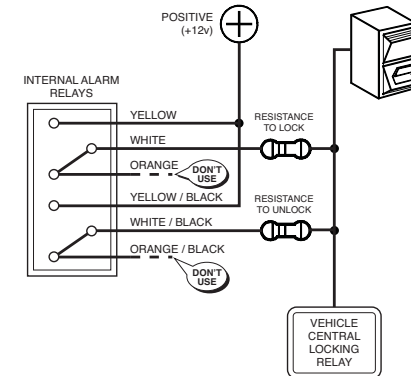 POSITIVE
(+12v)
INTERNAL ALARM
RELAYS
YELLOW
WHITE
ORANGE
DON'T
USE
YELLOW / BLACK
WHITE / BLACK
ORANGE / BLACK
DON'T
USE
RESISTANCE
TO LOCK
RESISTANCE
TO UNLOCK
VEHICLE
CENTRAL
LOCKING
RELAY